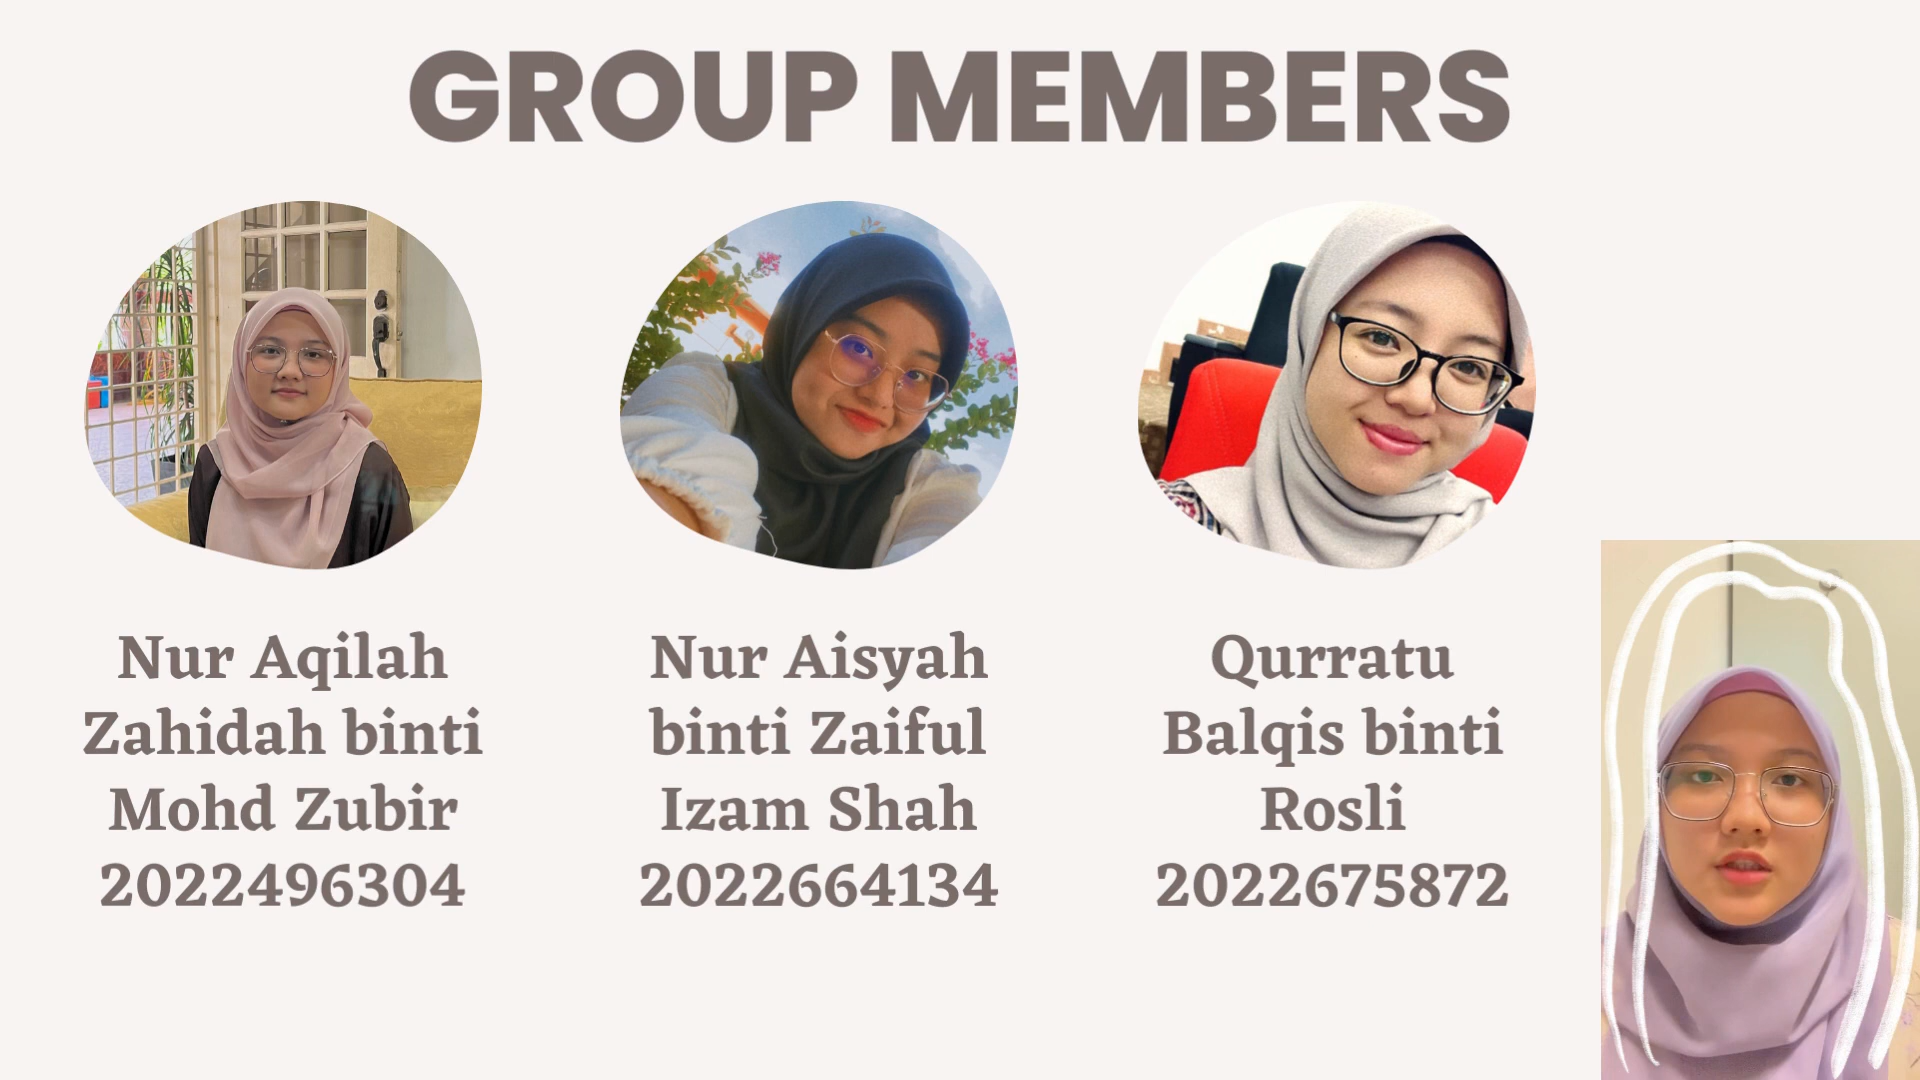 GROUP MEMBERS
Nur Aqilah
Zahidah binti
Mohd Zubir
2022496304
Nur Aisyah
binti Zaiful
Izam Shah
2022664134
Qurratu
Balqis binti
Rosli
2022675872